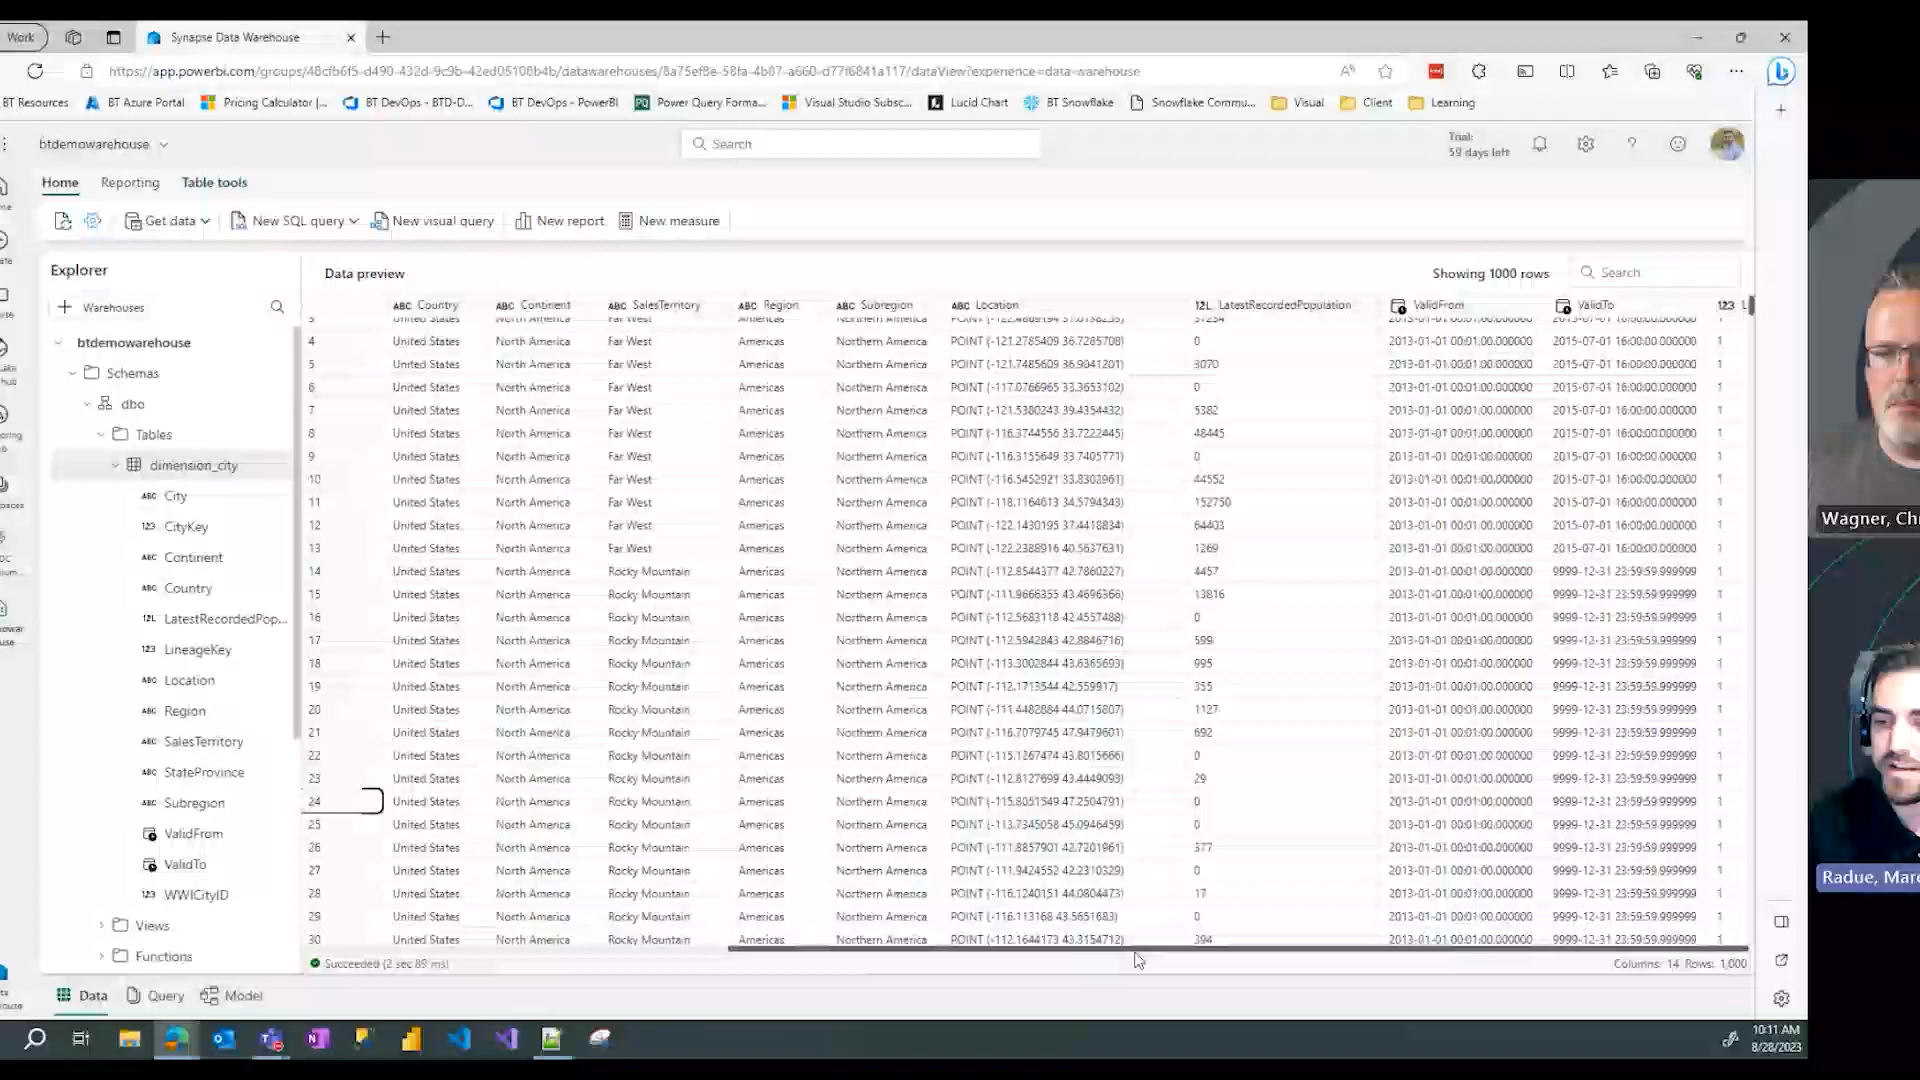 Work
Synapse Data Warehouse
https://app.powerbi.com/groups/48cfb6f5-d490-432d-9c9b-42ed05108b4b/datawarehouses/8a75ef8e-58fa-4b87-a660-d77f6841a117/dataView?experience=data-warehouse
BT Resources BT Azure Portal Pricing Calculator |... BT DevOps - BTD-D... BT DevOps - PowerBI Power Query Forma... Visual Studio Subsc... Lucid Chart BT Snowflake Snowflake Commu... Visual Client Learning
btdemowarehouse Search Trial: 59 days left
Home Reporting Table tools
Get data New SQL query New visual query New report New measure
Explorer
Warehouses
btdemowarehouse
Schemas
dbo
Tables
dimension_city
City
CityKey
Continent
Country
LatestRecordedPop...
LineageKey
Location
Region
SalesTerritory
StateProvince
Subregion
ValidFrom
ValidTo
WWICityID
Views
Functions
Data preview Showing 1000 rows Search
Country Continent SalesTerritory Region Subregion Location LatestRecordedPopulation ValidFrom ValidTo
4 United States North America Far West Americas Northern America POINT (-121.2785409 36.7285708) 0 2013-01-01 00:01:00.000000 2015-07-01 16:00:00.000000 1
5 United States North America Far West Americas Northern America POINT (-121.7485609 36.9041201) 3070 2013-01-01 00:01:00.000000 2015-07-01 16:00:00.000000 1
6 United States North America Far West Americas Northern America POINT (-117.0766965 33.3653102) 0 2013-01-01 00:01:00.000000 2015-07-01 16:00:00.000000 1
7 United States North America Far West Americas Northern America POINT (-121.5380243 39.4354432) 5382 2013-01-01 00:01:00.000000 2015-07-01 16:00:00.000000 1
8 United States North America Far West Americas Northern America POINT (-116.3744556 33.7222445) 48445 2013-01-01 00:01:00.000000 2015-07-01 16:00:00.000000 1
9 United States North America Far West Americas Northern America POINT (-116.3155649 33.7405771) 0 2013-01-01 00:01:00.000000 2015-07-01 16:00:00.000000 1
10 United States North America Far West Americas Northern America POINT (-116.5452921 33.8302961) 44552 2013-01-01 00:01:00.000000 2015-07-01 16:00:00.000000 1
11 United States North America Far West Americas Northern America POINT (-118.1164613 34.5794343) 152750 2013-01-01 00:01:00.000000 2015-07-01 16:00:00.000000 1
12 United States North America Far West Americas Northern America POINT (-122.1430195 37.4418834) 64403 2013-01-01 00:01:00.000000 2015-07-01 16:00:00.000000 1
13 United States North America Far West Americas Northern America POINT (-122.2388916 40.5637631) 1269 2013-01-01 00:01:00.000000 2015-07-01 16:00:00.000000 1
14 United States North America Rocky Mountain Americas Northern America POINT (-112.8544377 42.7860227) 4457 2013-01-01 00:01:00.000000 9999-12-31 23:59:59.999999 1
15 United States North America Rocky Mountain Americas Northern America POINT (-111.9666355 43.4696366) 13816 2013-01-01 00:01:00.000000 9999-12-31 23:59:59.999999 1
16 United States North America Rocky Mountain Americas Northern America POINT (-112.5683118 42.4557488) 0 2013-01-01 00:01:00.000000 9999-12-31 23:59:59.999999 1
17 United States North America Rocky Mountain Americas Northern America POINT (-112.5942843 42.8846716) 599 2013-01-01 00:01:00.000000 9999-12-31 23:59:59.999999 1
18 United States North America Rocky Mountain Americas Northern America POINT (-113.3002844 43.6365693) 995 2013-01-01 00:01:00.000000 9999-12-31 23:59:59.999999 1
19 United States North America Rocky Mountain Americas Northern America POINT (-112.1713544 42.559917) 355 2013-01-01 00:01:00.000000 9999-12-31 23:59:59.999999 1
20 United States North America Rocky Mountain Americas Northern America POINT (-111.4482884 44.0715807) 1127 2013-01-01 00:01:00.000000 9999-12-31 23:59:59.999999 1
21 United States North America Rocky Mountain Americas Northern America POINT (-116.7079745 47.9479601) 692 2013-01-01 00:01:00.000000 9999-12-31 23:59:59.999999 1
22 United States North America Rocky Mountain Americas Northern America POINT (-115.1267474 43.8015666) 0 2013-01-01 00:01:00.000000 9999-12-31 23:59:59.999999 1
23 United States North America Rocky Mountain Americas Northern America POINT (-112.8127699 43.4449093) 29 2013-01-01 00:01:00.000000 9999-12-31 23:59:59.999999 1
24 United States North America Rocky Mountain Americas Northern America POINT (-115.8051549 47.2504791) 0 2013-01-01 00:01:00.000000 9999-12-31 23:59:59.999999 1
25 United States North America Rocky Mountain Americas Northern America POINT (-113.7345058 45.0946459) 0 2013-01-01 00:01:00.000000 9999-12-31 23:59:59.999999 1
26 United States North America Rocky Mountain Americas Northern America POINT (-111.8857901 42.7201961) 377 2013-01-01 00:01:00.000000 9999-12-31 23:59:59.999999 1
27 United States North America Rocky Mountain Americas Northern America POINT (-111.9424552 42.2310329) 0 2013-01-01 00:01:00.000000 9999-12-31 23:59:59.999999 1
28 United States North America Rocky Mountain Americas Northern America POINT (-116.1240151 44.0804473) 17 2013-01-01 00:01:00.000000 9999-12-31 23:59:59.999999 1
29 United States North America Rocky Mountain Americas Northern America POINT (-116.113168 43.5651683) 0 2013-01-01 00:01:00.000000 9999-12-31 23:59:59.999999 1
30 United States North America Rocky Mountain Americas Northern America POINT (-112.1644173 43.3154712) 394 2013-01-01 00:01:00.000000 9999-12-31 23:59:59.999999 1
Succeeded (2 sec 89 ms) Columns: 14 Rows: 1,000
Data Query Model
10:11 AM
8/28/2023
Wagner, Chr
Radue, Marc